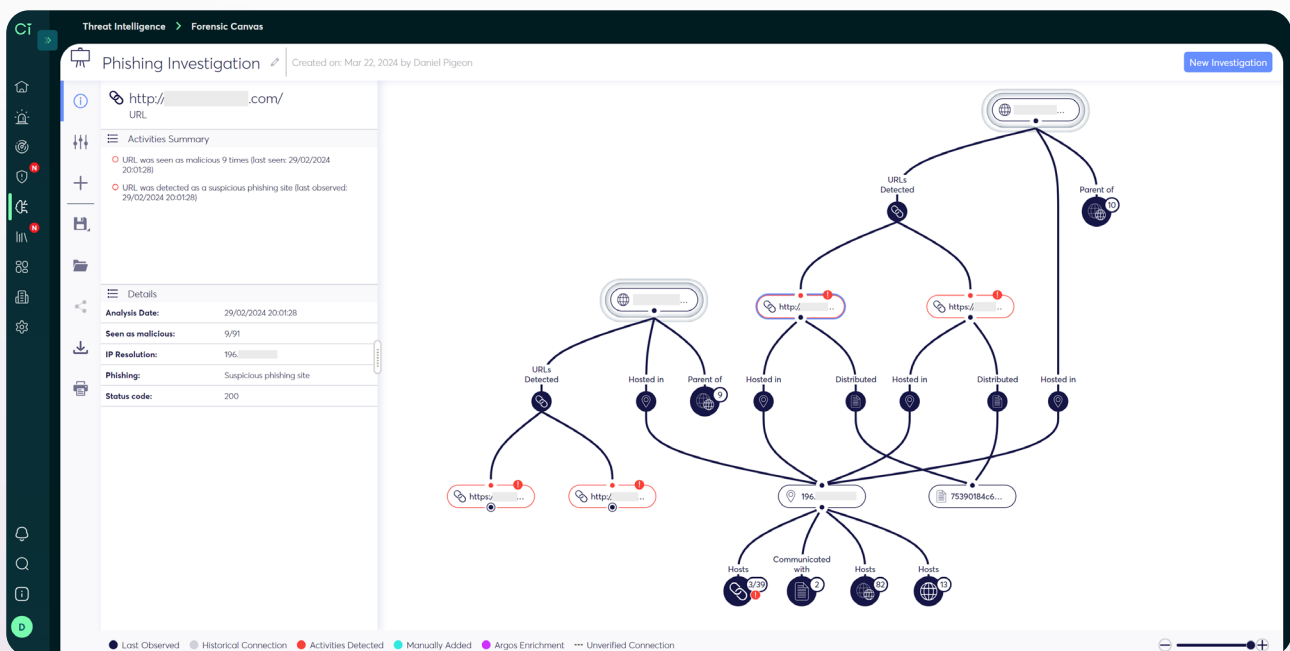 Ci
Threat Intelligence > Forensic Canvas
Phishing Investigation
Created on: Mar 22, 2024 by Daniel Pigeon
New Investigation
http:// .com/
URL
Activities Summary
URL was seen as malicious 9 times (last seen: 29/02/2024
20:01:28)
URL was detected as a suspicious phishing site (last observed:
29/02/2024 20:01:28)
Details
Analysis Date: 29/02/2024 20:01:28
Seen as malicious: 9/91
IP Resolution: 196.
Phishing: Suspicious phishing site
Status code: 200
N
N
D
...
URLs
Detected
Parent of
10
...
http:/ ..
https:/ ..
URLs
Detected
Hosted in
Parent of
9
Hosted in
Distributed
Hosted in
Distributed
Hosted in
https:/ ...
http:/ ..
196.
75390184c6...
Hosts
3/39
Communicated
with
2
Hosts
82
Hosts
13
Last Observed
Historical Connection
Activities Detected
Manually Added
Argos Enrichment
--- Unverified Connection